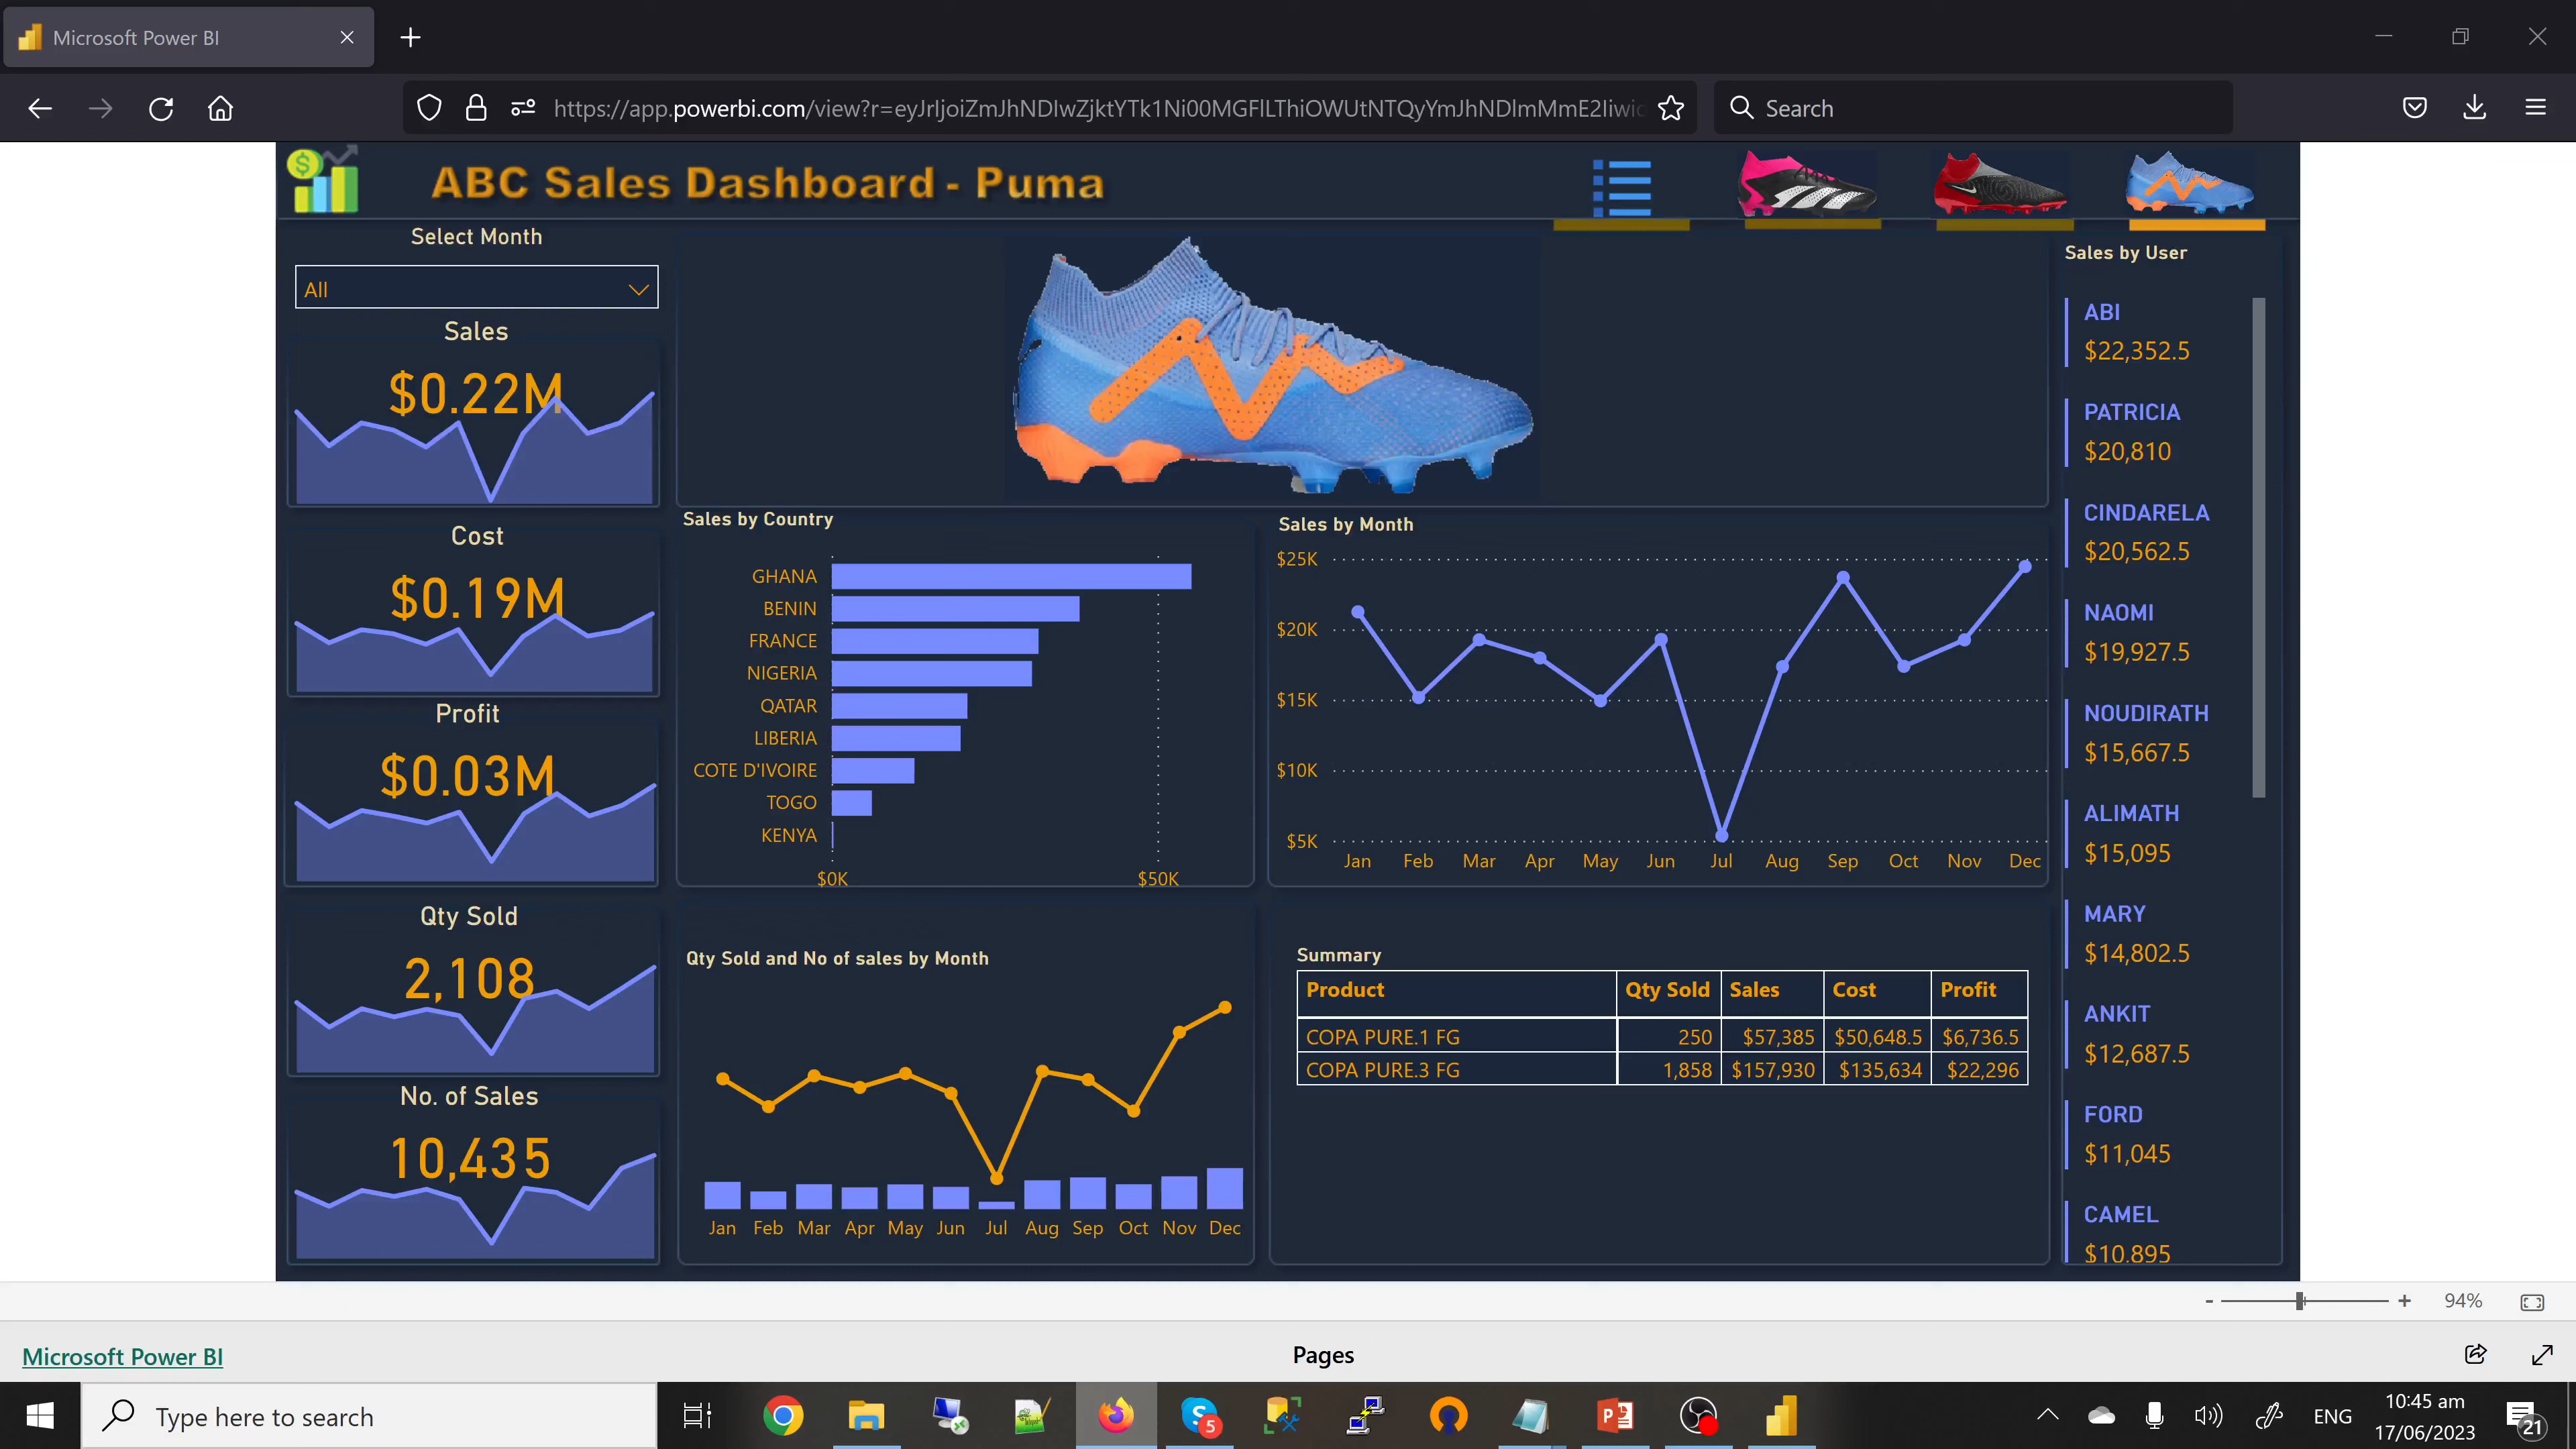 Microsoft Power BI
Search
ABC Sales Dashboard - Puma
Select Month
All
Sales
$0.22M
Cost
$0.19M
Profit
$0.03M
Qty Sold
2,108
No. of Sales
10,435
Sales by Country
GHANA
BENIN
FRANCE
NIGERIA
QATAR
LIBERIA
COTE D'IVOIRE
TOGO
KENYA
$0K $50K
Sales by Month
$25K
$20K
$15K
$10K
$5K
Jan Feb Mar Apr May Jun Jul Aug Sep Oct Nov Dec
Qty Sold and No of sales by Month
Jan Feb Mar Apr May Jun Jul Aug Sep Oct Nov Dec
Summary
Product Qty Sold Sales Cost Profit
COPA PURE.1 FG 250 $57,385 $50,648.5 $6,736.5
COPA PURE.3 FG 1,858 $157,930 $135,634 $22,296
Sales by User
ABI
$22,352.5
PATRICIA
$20,810
CINDARELA
$20,562.5
NAOMI
$19,927.5
NOUDIRATH
$15,667.5
ALIMATH
$15,095
MARY
$14,802.5
ANKIT
$12,687.5
FORD
$11,045
CAMEL
$10,895
- + 94%
Microsoft Power BI
Pages
Type here to search
5
ENG
10:45 am
17/06/2023
21